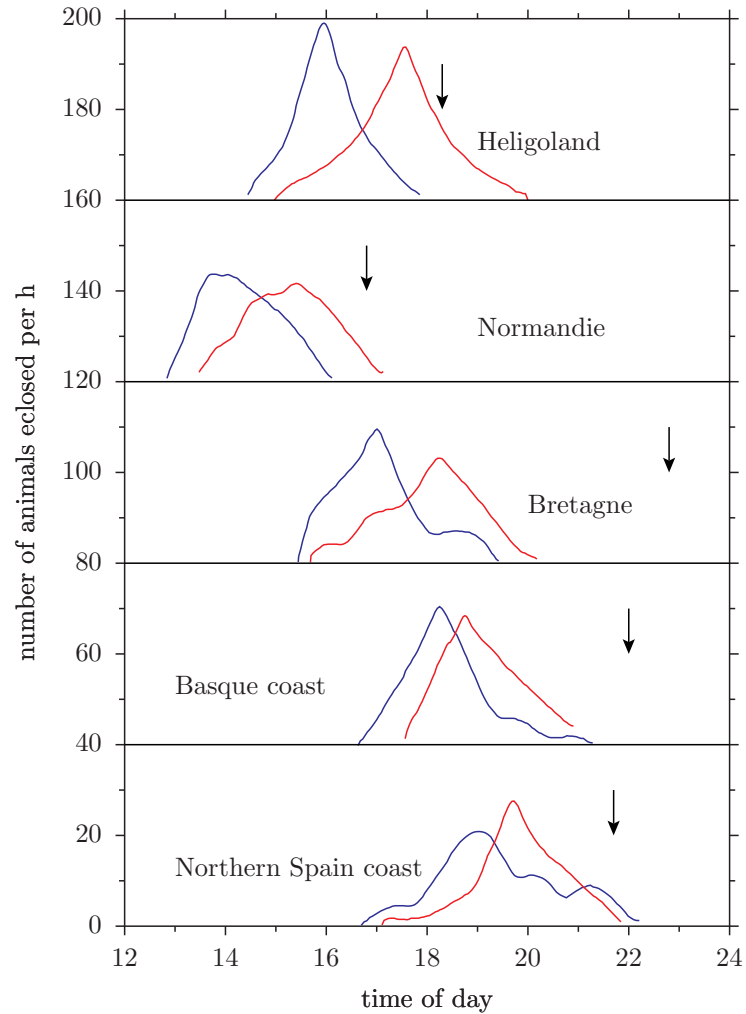 200
180
160
140
120
100
80
60
40
20
0
12
14
16
18
20
22
24
Heligoland
Normandie
Bretagne
Basque coast
Northern Spain coast
number of animals eclosed per h
time of day